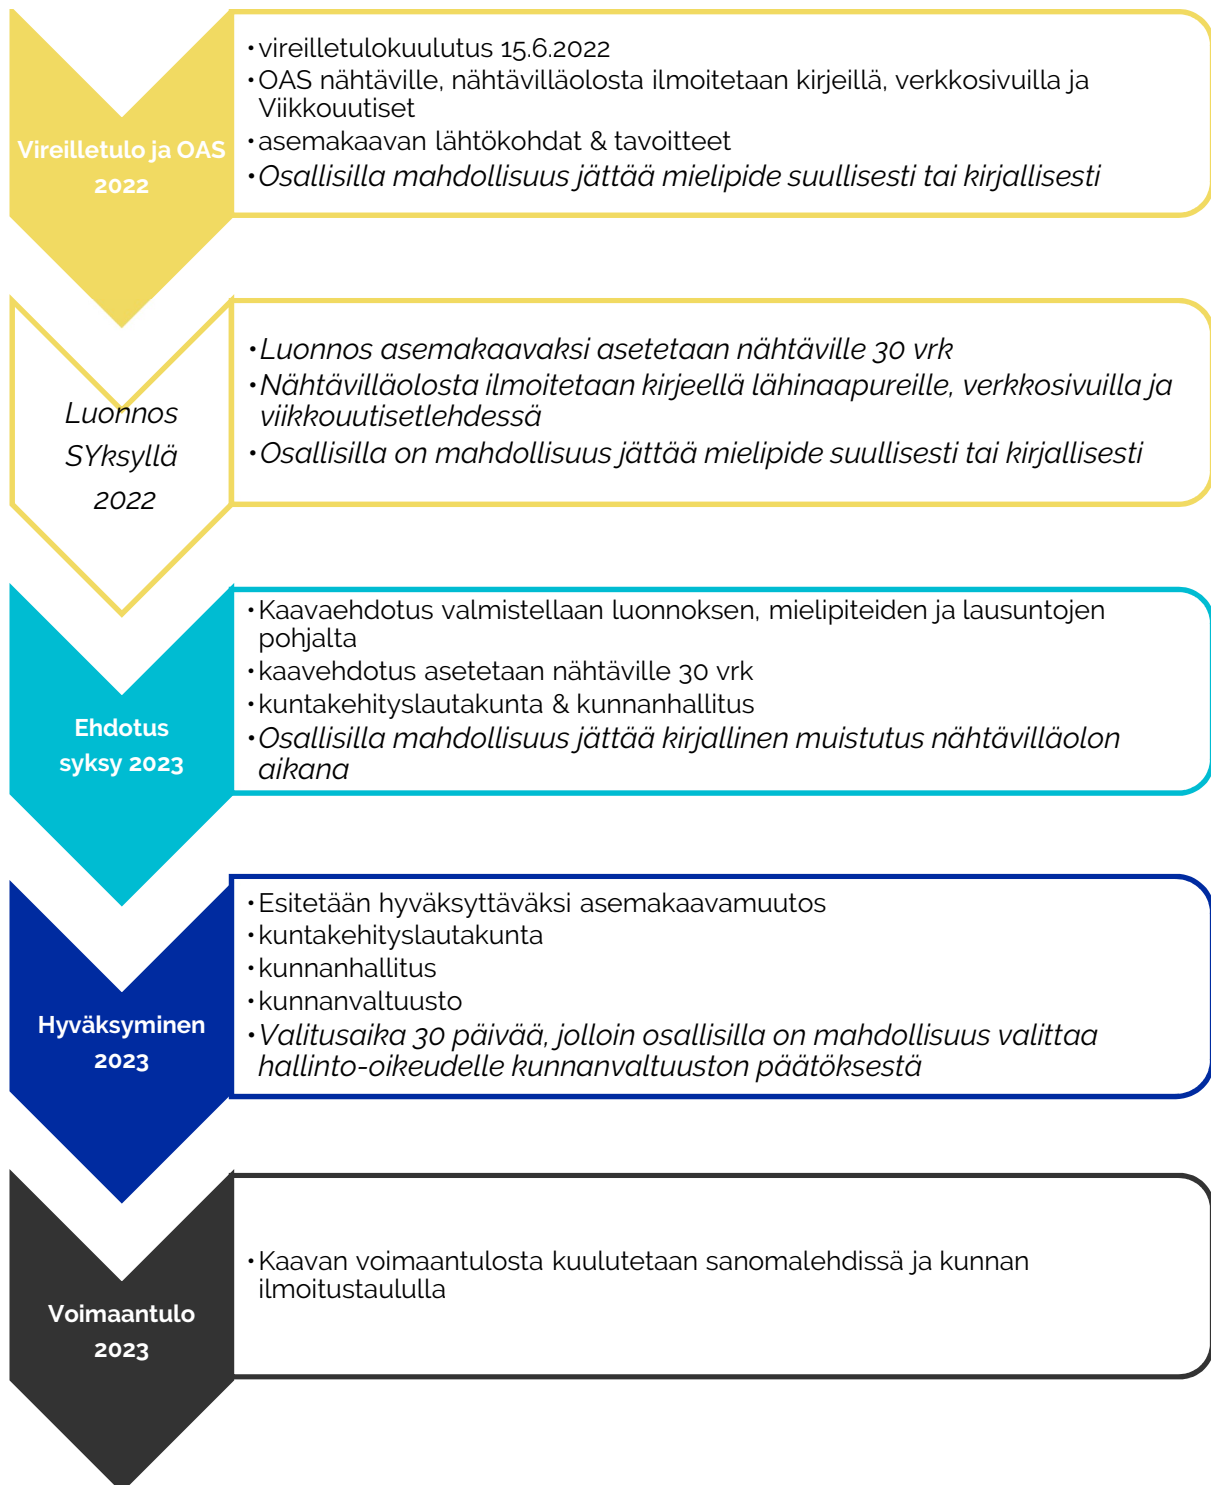 Vireilletulo ja OAS
2022
•vireilletulokuulutus 15.6.2022
•OAS nähtäville, nähtävilläolosta ilmoitetaan kirjeillä, verkkosivuilla ja
Viikkouutiset
•asemakaavan lähtökohdat & tavoitteet
•Osallisilla mahdollisuus jättää mielipide suullisesti tai kirjallisesti
Luonnos
SYksyllä
2022
•Luonnos asemakaavaksi asetetaan nähtäville 30 vrk
•Nähtävilläolosta ilmoitetaan kirjeellä lähinaapureille, verkkosivuilla ja
viikkouutisetlehdessä
•Osallisilla on mahdollisuus jättää mielipide suullisesti tai kirjallisesti
Ehdotus
syksy 2023
•Kaavaehdotus valmistellaan luonnoksen, mielipiteiden ja lausuntojen
pohjalta
•kaavehdotus asetetaan nähtäville 30 vrk
•kuntakehityslautakunta & kunnanhallitus
•Osallisilla mahdollisuus jättää kirjallinen muistutus nähtävilläolon
aikana
Hyväksyminen
2023
•Esitetään hyväksyttäväksi asemakaavamuutos
•kuntakehityslautakunta
•kunnanhallitus
•kunnanvaltuusto
•Valitusaika 30 päivää, jolloin osallisilla on mahdollisuus valittaa
hallinto-oikeudelle kunnanvaltuuston päätöksestä
Voimaantulo
2023
•Kaavan voimaantulosta kuulutetaan sanomalehdissä ja kunnan
ilmoitustaululla